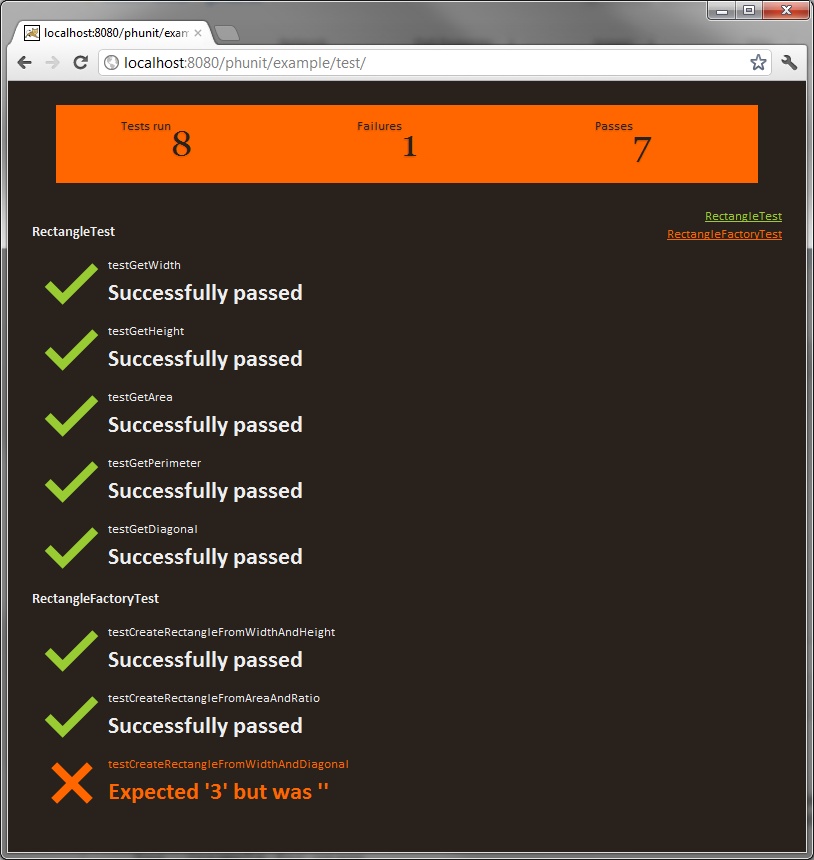 localhost:8080/phunit/exam
localhost:8080/phunit/example/test/
Tests run 8 Failures 1 Passes 7
RectangleTest
RectangleFactoryTest
RectangleTest
testGetWidth
Successfully passed
testGetHeight
Successfully passed
testGetArea
Successfully passed
testGetPerimeter
Successfully passed
testGetDiagonal
Successfully passed
RectangleFactoryTest
testCreateRectangleFromWidthAndHeight
Successfully passed
testCreateRectangleFromAreaAndRatio
Successfully passed
testCreateRectangleFromWidthAndDiagonal
Expected '3' but was ''